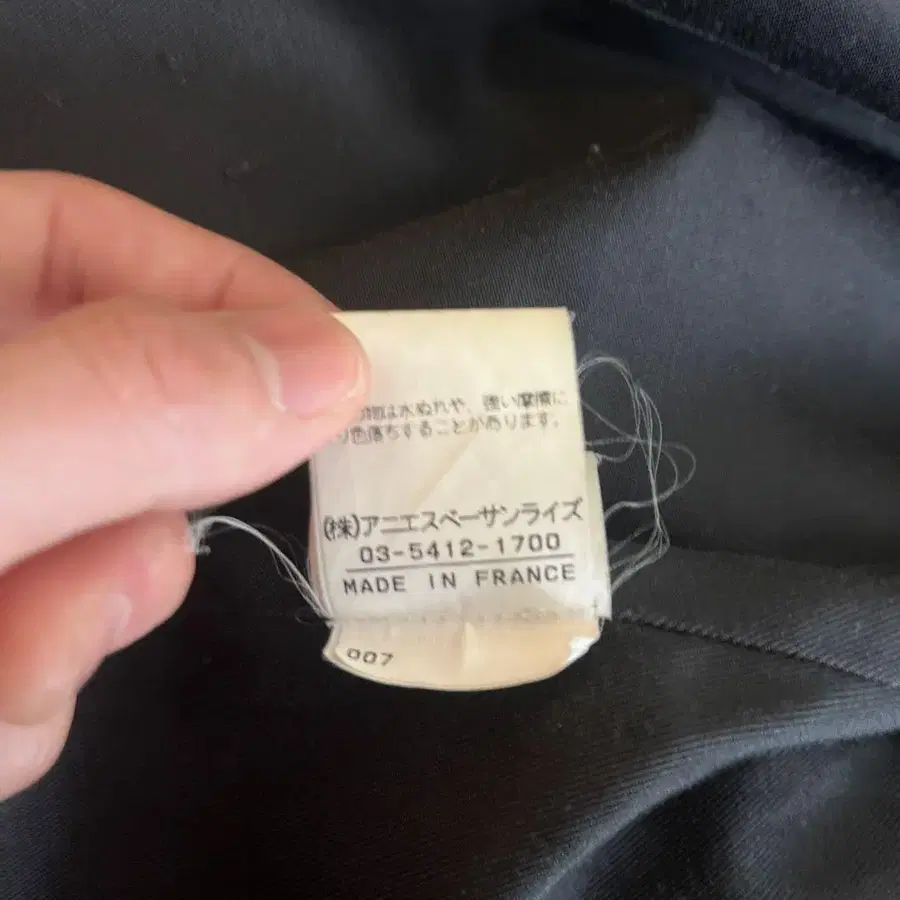 物は水ぬれや、強い摩擦に
り色落ちすることがあります。
(株)アニエスベーサンライズ
03-5412-1700
MADE IN FRANCE
007